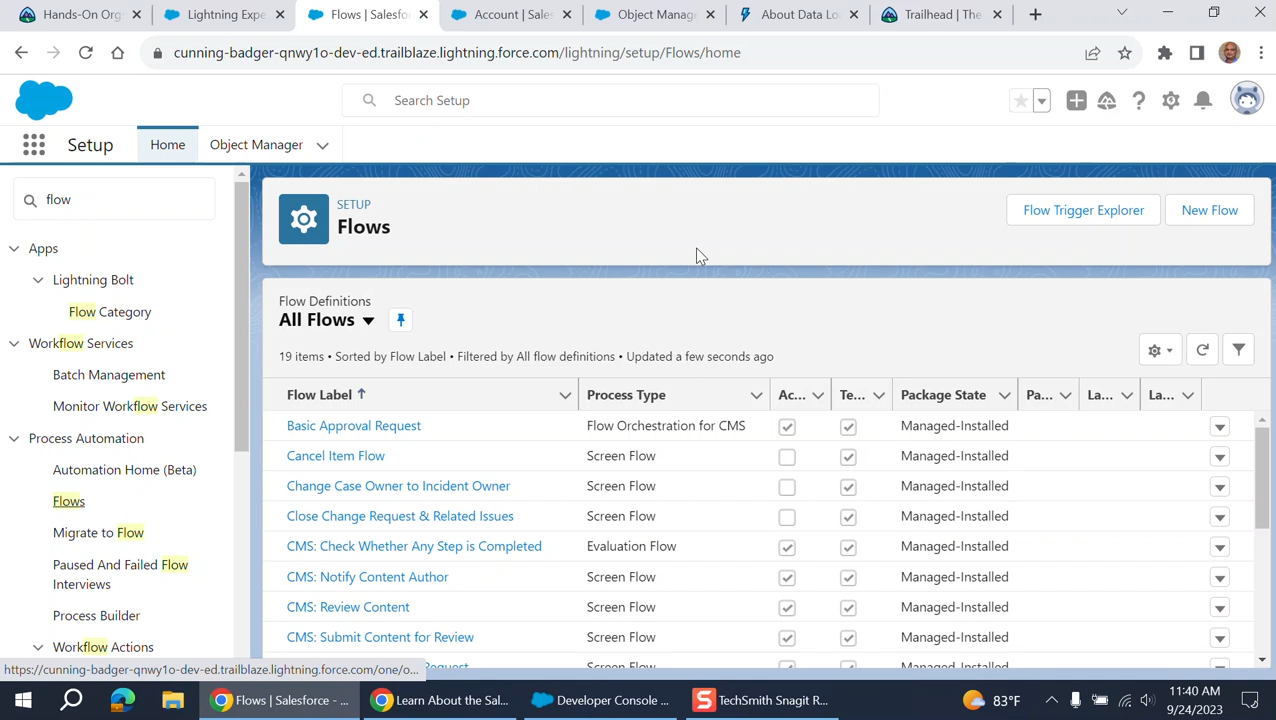 Hands-On Org
Lightning Expe
Flows | Salesfo
Account | Sales
Object Manag
About Data Lo
Trailhead | The
cunning-badger-qnwy1o-dev-ed.trailblaze.lightning.force.com/lightning/setup/Flows/home
Search Setup
Setup
Home
Object Manager
flow
Apps
Lightning Bolt
Flow Category
Workflow Services
Batch Management
Monitor Workflow Services
Process Automation
Automation Home (Beta)
Flows
Migrate to Flow
Paused And Failed Flow
Interviews
Process Builder
Workflow Actions
SETUP
Flows
Flow Trigger Explorer
New Flow
Flow Definitions
All Flows
19 items • Sorted by Flow Label • Filtered by All flow definitions • Updated a few seconds ago
Flow Label Process Type Ac... Te... Package State Pa... La... La...
Basic Approval Request Flow Orchestration for CMS Managed-Installed
Cancel Item Flow Screen Flow Managed-Installed
Change Case Owner to Incident Owner Screen Flow Managed-Installed
Close Change Request & Related Issues Screen Flow Managed-Installed
CMS: Check Whether Any Step is Completed Evaluation Flow Managed-Installed
CMS: Notify Content Author Screen Flow Managed-Installed
CMS: Review Content Screen Flow Managed-Installed
CMS: Submit Content for Review Screen Flow Managed-Installed
Request Screen Flow Managed-Installed
https://cunning-badger-qnwy1o-dev-ed.trailblaze.lightning.force.com/one/o...
Flows | Salesforce - ...
Learn About the Sal...
Developer Console ...
TechSmith Snagit R...
83°F
11:40 AM
9/24/2023